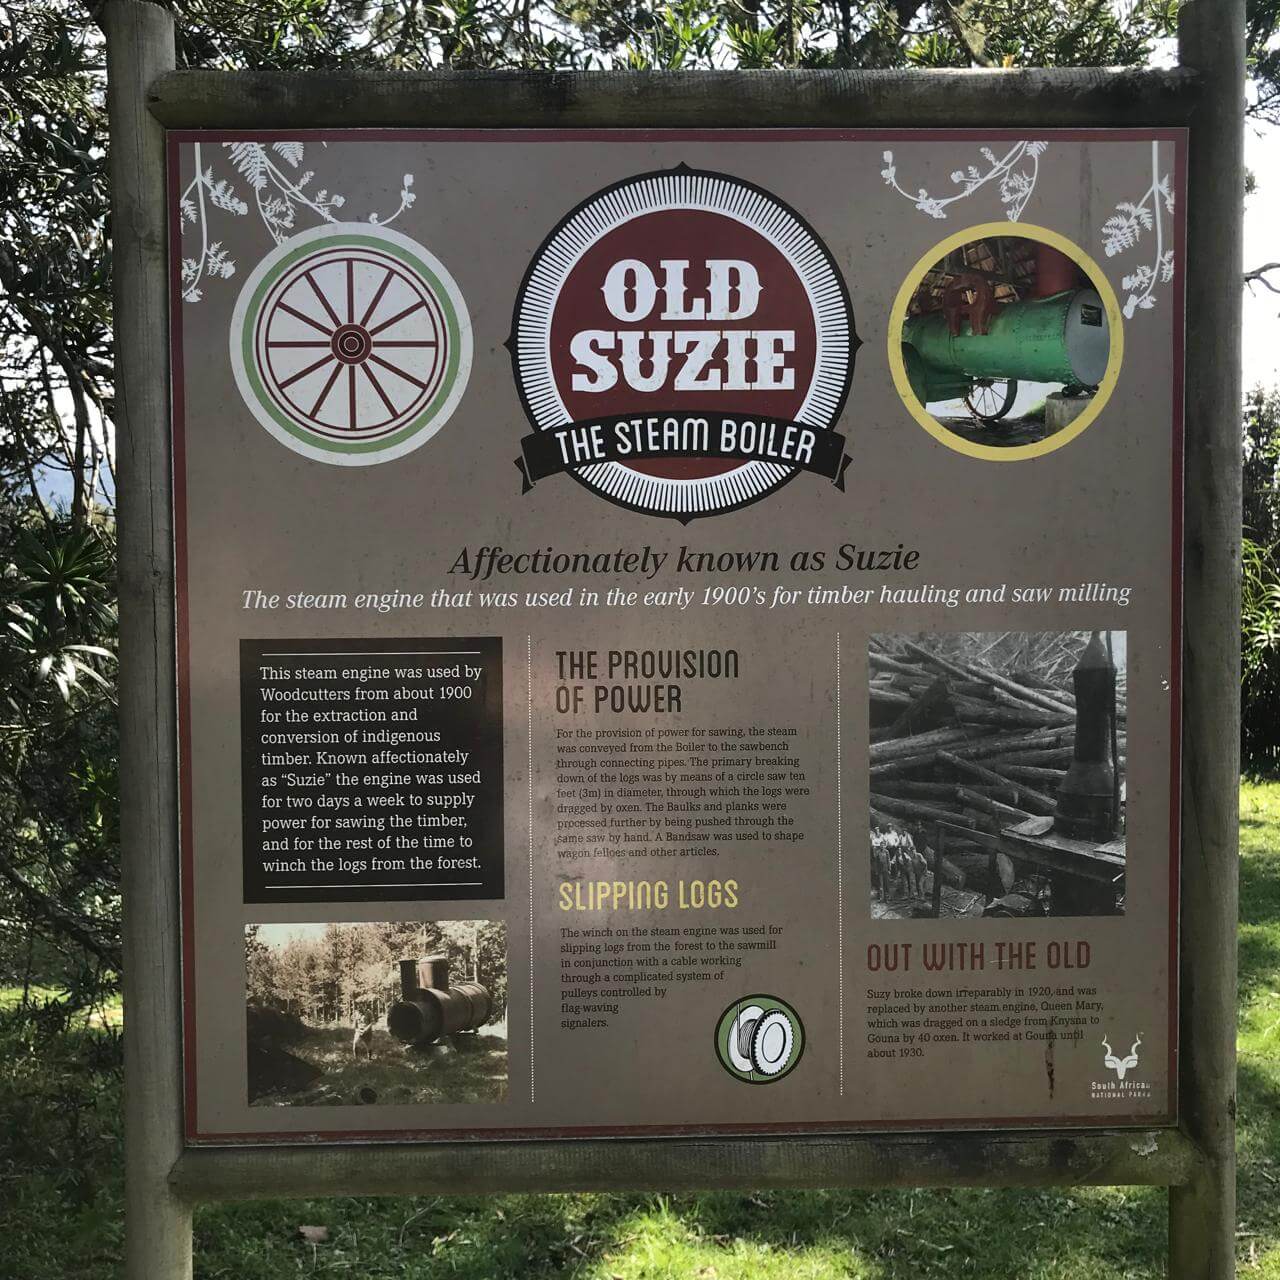 OLD
SUZIE
THE STEAM BOILER
Affectionately known as Suzie
The steam engine that was used in the early 1900's for timber hauling and saw milling
This steam engine was used by
Woodcutters from about 1900
for the extraction and
conversion of indigenous
timber. Known affectionately
as “Suzie” the engine was used
for two days a week to supply
power for sawing the timber,
and for the rest of the time to
winch the logs from the forest.
THE PROVISION
OF POWER
For the provision of power for sawing, the steam
was conveyed from the Boiler to the sawbench
through connecting pipes. The primary breaking
down of the logs was by means of a circle saw ten
feet (3m) in diameter, through which the logs were
dragged by oxen. The Baulks and planks were
processed further by being pushed through the
same saw by hand. A Bandsaw was used to shape
wagon felloes and other articles.
SLIPPING LOGS
The winch on the steam engine was used for
slipping logs from the forest to the sawmill
in conjunction with a cable working
through a complicated system of
pulleys controlled by
flag-waving
signalers.
OUT WITH THE OLD
Suzy broke down irreparably in 1920, and was
replaced by another steam engine, Queen Mary,
which was dragged on a sledge from Knysna to
Gouna by 40 oxen. It worked at Gouna until
about 1930.
South African
NATIONAL PARKS